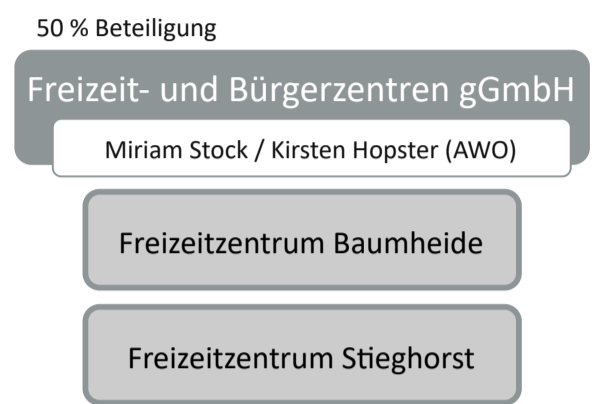 50 % Beteiligung
Freizeit- und Bürgerzentren gGmbH
Miriam Stock / Kirsten Hopster (AWO)
Freizeitzentrum Baumheide
Freizeitzentrum Stieghorst